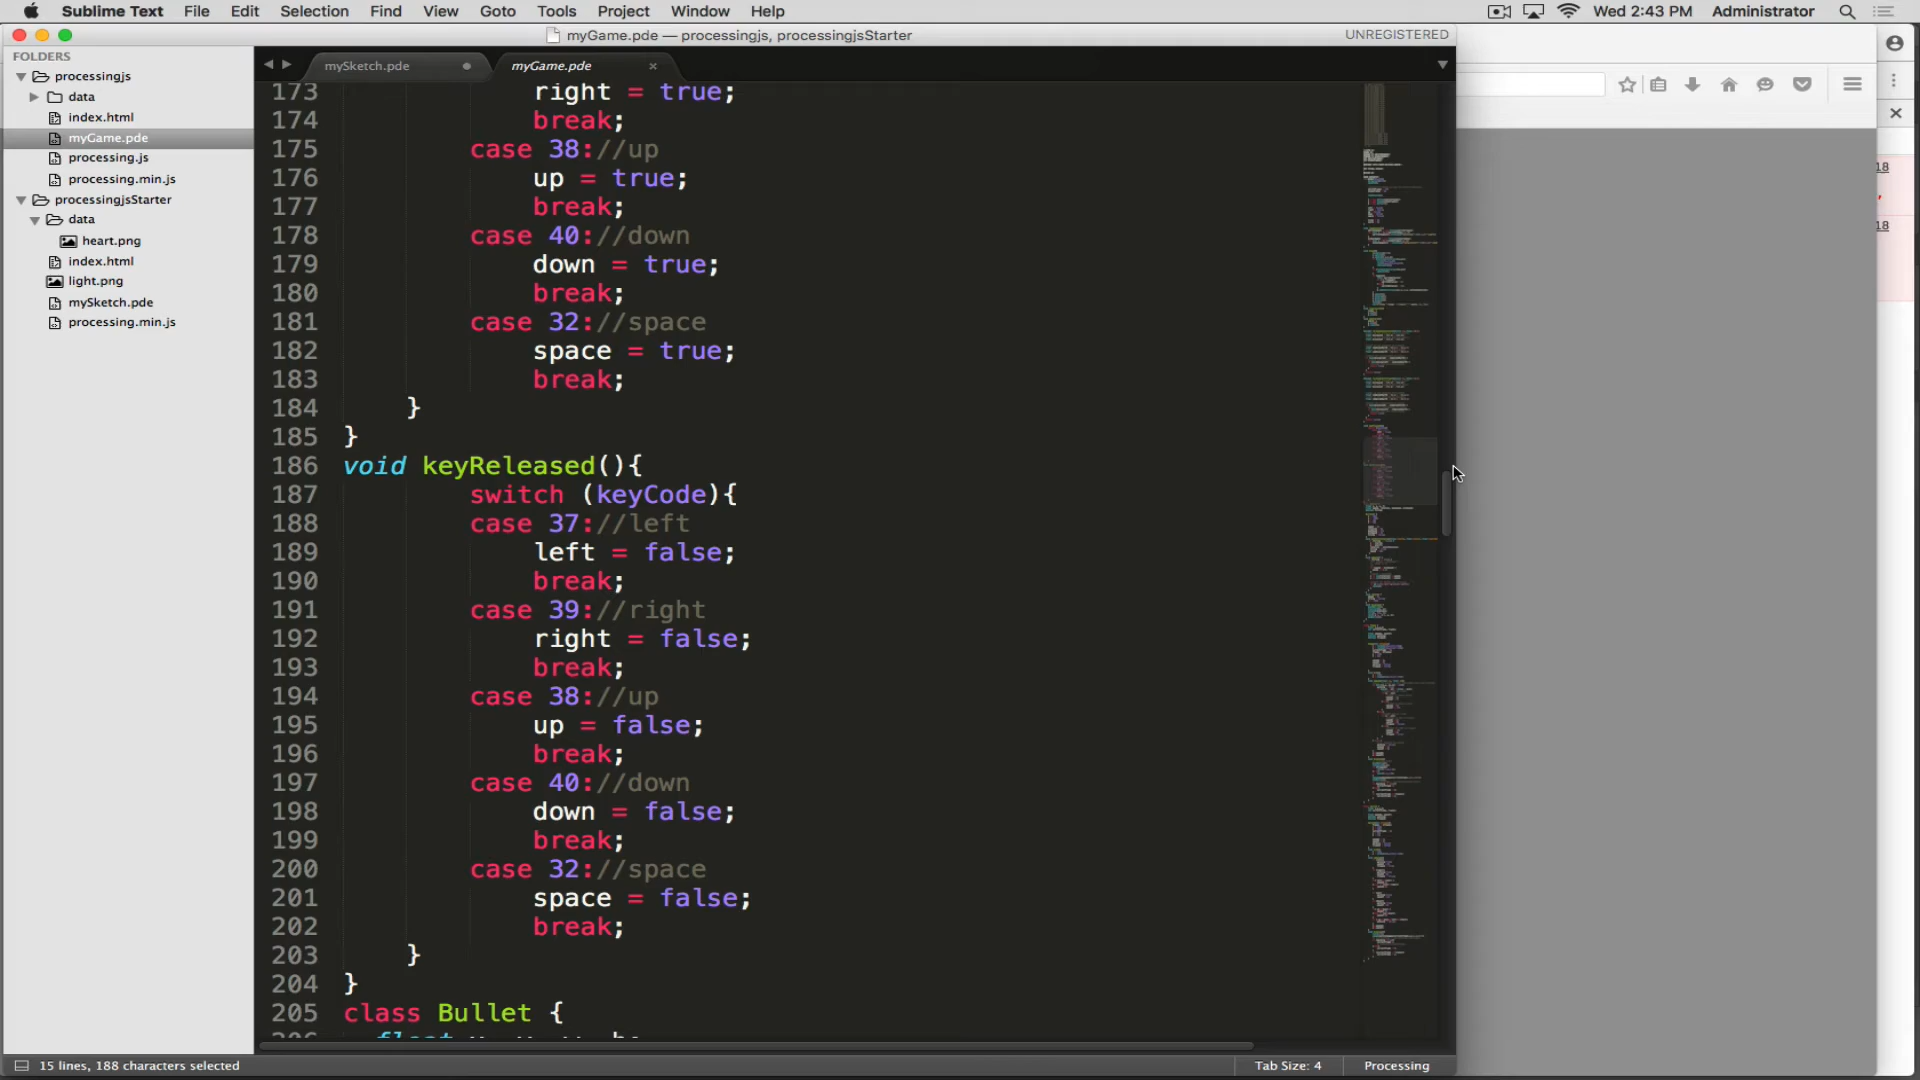 Sublime Text File Edit Selection Find View Goto Tools Project Window Help Wed 2:43 PM Administrator
myGame.pde — processingjs, processingjsStarter UNREGISTERED
FOLDERS
processingjs
data
index.html
myGame.pde
processing.js
processing.min.js
processingjsStarter
data
heart.png
index.html
light.png
mySketch.pde
processing.min.js
mySketch.pde myGame.pde
173 right = true;
174 break;
175 case 38://up
176 up = true;
177 break;
178 case 40://down
179 down = true;
180 break;
181 case 32://space
182 space = true;
183 break;
184 }
185 }
186 void keyReleased(){
187 switch (keyCode){
188 case 37://left
189 left = false;
190 break;
191 case 39://right
192 right = false;
193 break;
194 case 38://up
195 up = false;
196 break;
197 case 40://down
198 down = false;
199 break;
200 case 32://space
201 space = false;
202 break;
203 }
204 }
205 class Bullet {
18
18
15 lines, 188 characters selected Tab Size: 4 Processing